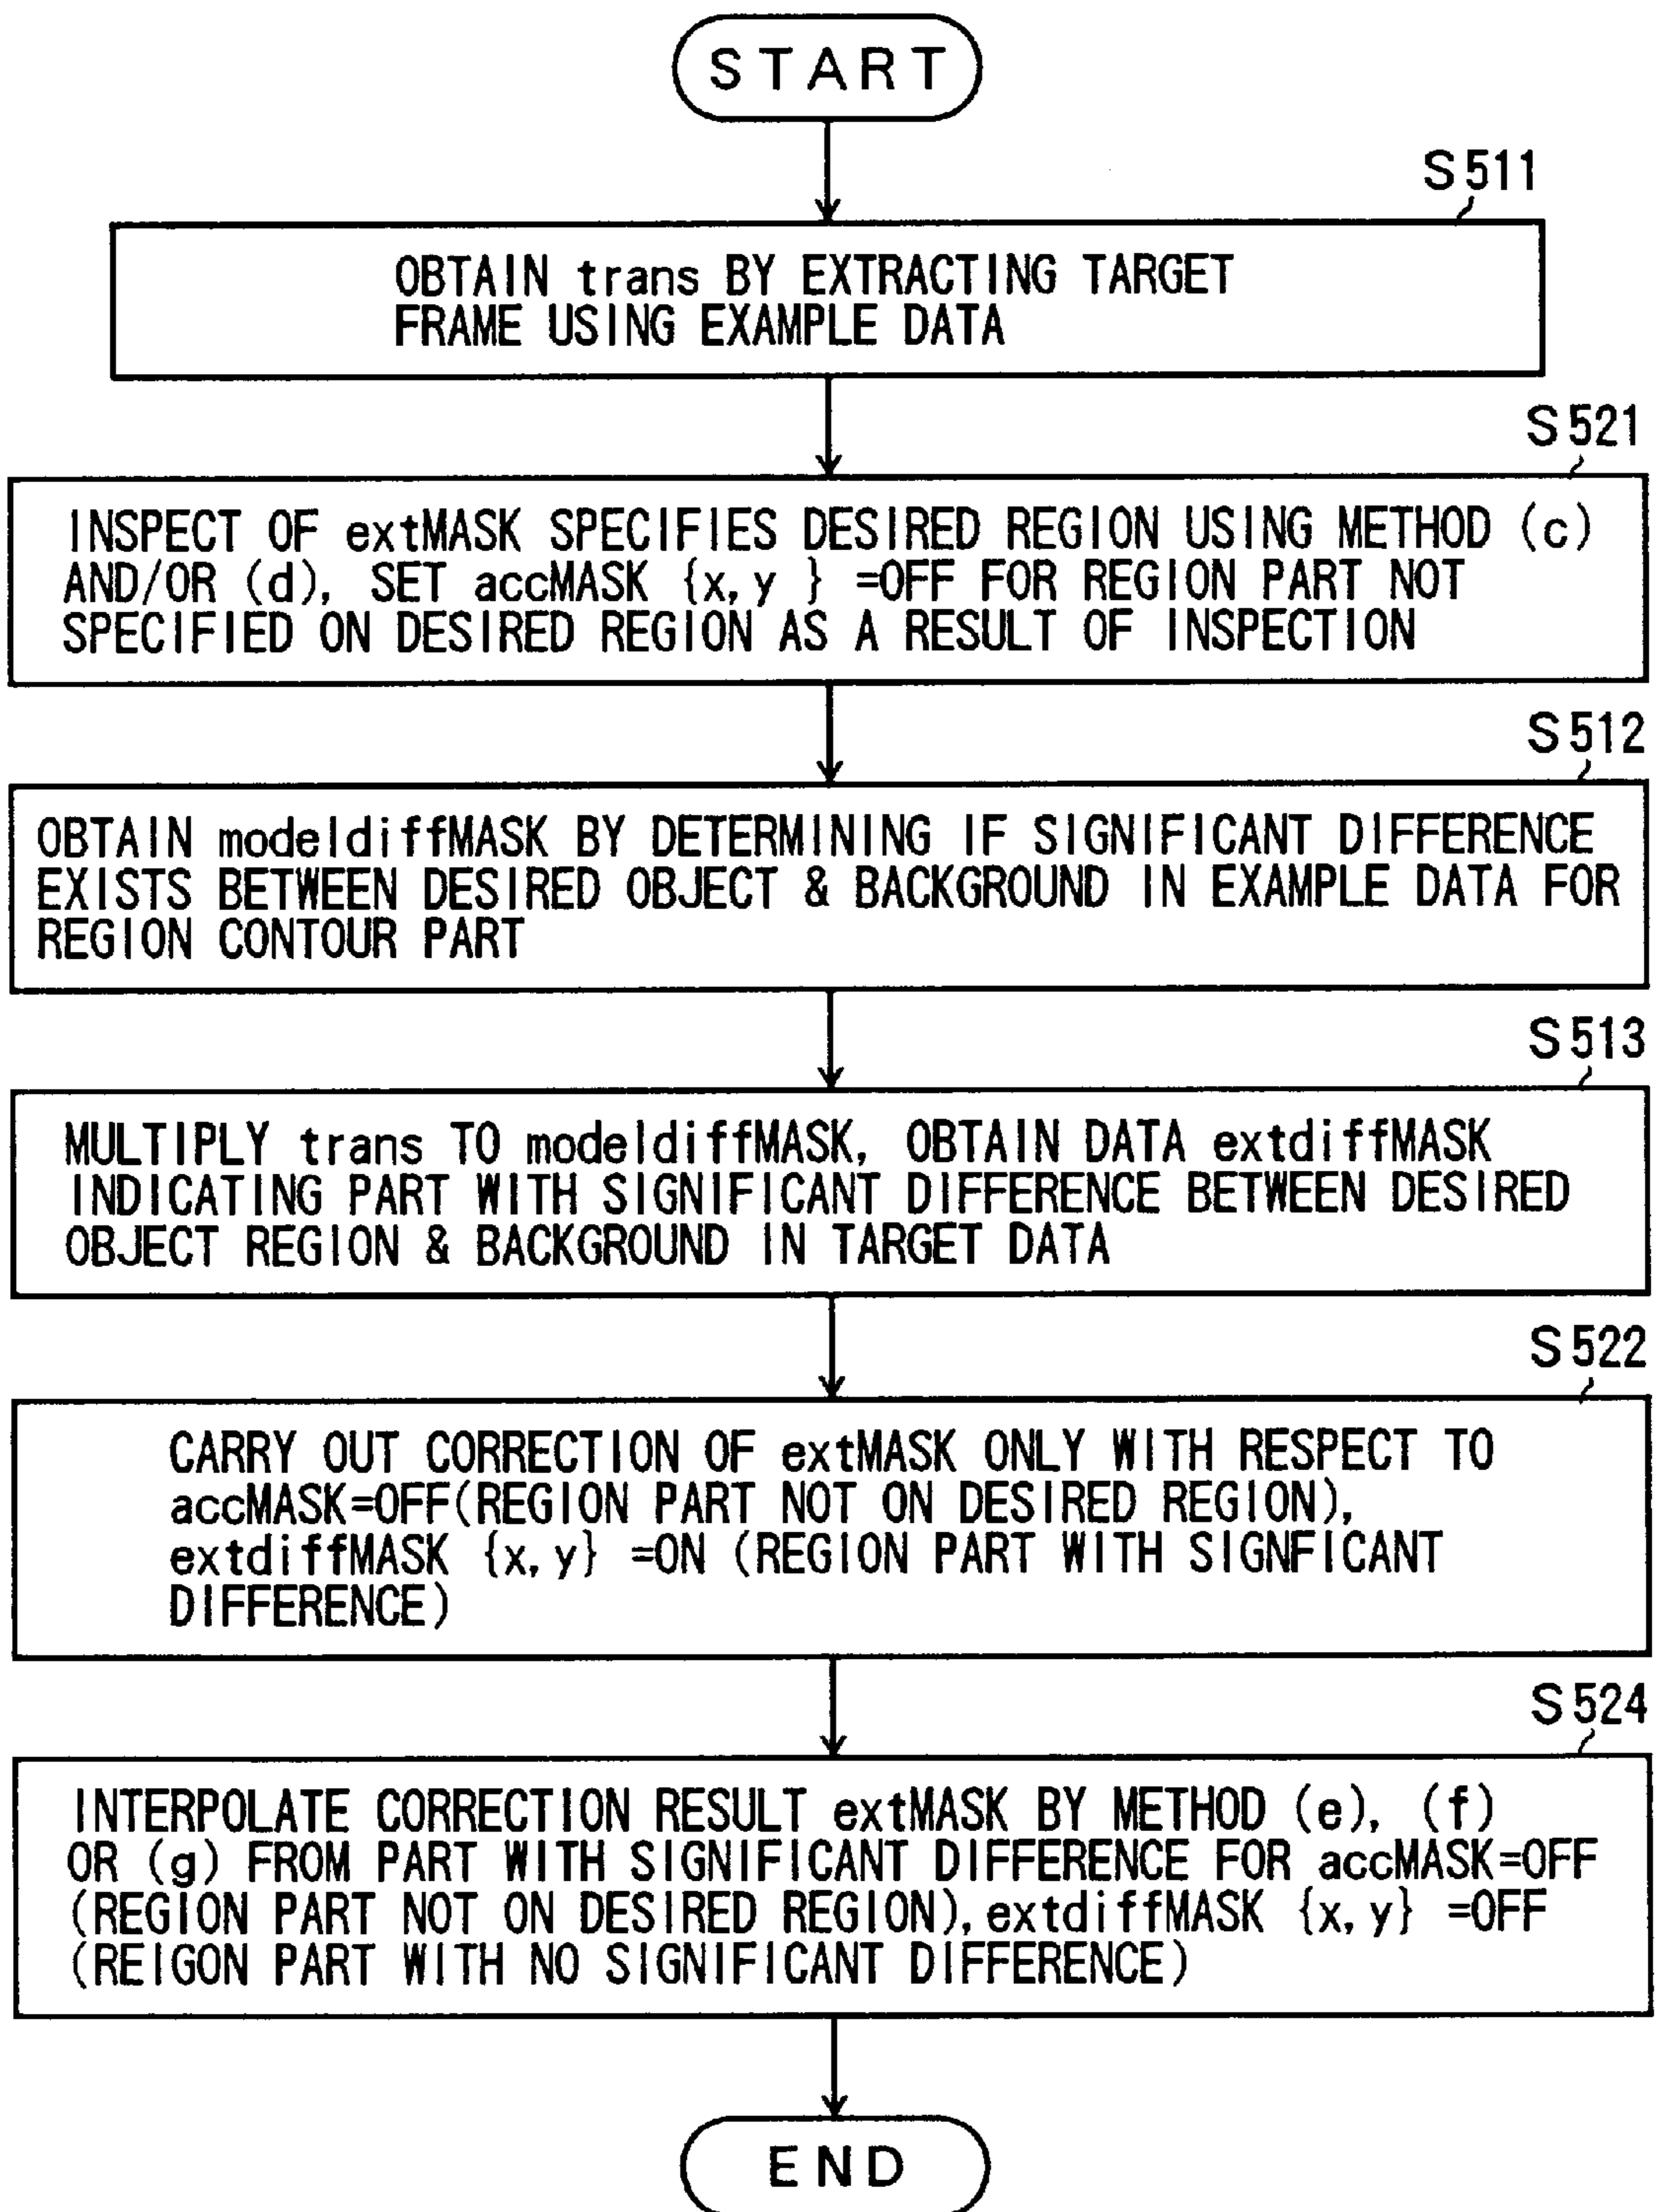 START
S511
OBTAIN trans BY EXTRACTING TARGET
FRAME USING EXAMPLE DATA
S521
INSPECT OF extMASK SPECIFIES DESIRED REGION USING METHOD (c)
AND/OR (d), SET accMASK {x, y } =OFF FOR REGION PART NOT
SPECIFIED ON DESIRED REGION AS A RESULT OF INSPECTION
S512
OBTAIN modeldiffMASK BY DETERMINING IF SIGNIFICANT DIFFERENCE
EXISTS BETWEEN DESIRED OBJECT & BACKGROUND IN EXAMPLE DATA FOR
REGION CONTOUR PART
S513
MULTIPLY trans TO modeldiffMASK, OBTAIN DATA extdiffMASK
INDICATING PART WITH SIGNIFICANT DIFFERENCE BETWEEN DESIRED
OBJECT REGION & BACKGROUND IN TARGET DATA
S522
CARRY OUT CORRECTION OF extMASK ONLY WITH RESPECT TO
accMASK=OFF(REGION PART NOT ON DESIRED REGION),
extdiffMASK {x, y} =ON (REGION PART WITH SIGNFICANT
DIFFERENCE)
S524
INTERPOLATE CORRECTION RESULT extMASK BY METHOD (e), (f)
OR (g) FROM PART WITH SIGNIFICANT DIFFERENCE FOR accMASK=OFF
(REGION PART NOT ON DESIRED REGION), extdiffMASK {x, y} =OFF
(REIGON PART WITH NO SIGNIFICANT DIFFERENCE)
END